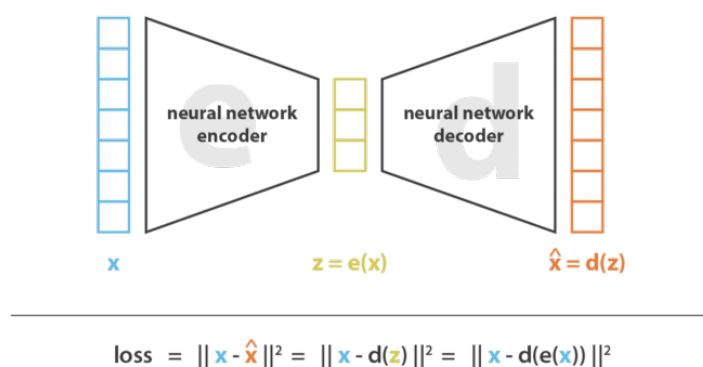 e
d
neural network
encoder
neural network
decoder
x
z = e(x)
x̂ = d(z)
loss = || x - x̂ ||² = || x - d(z) ||² = || x - d(e(x)) ||²